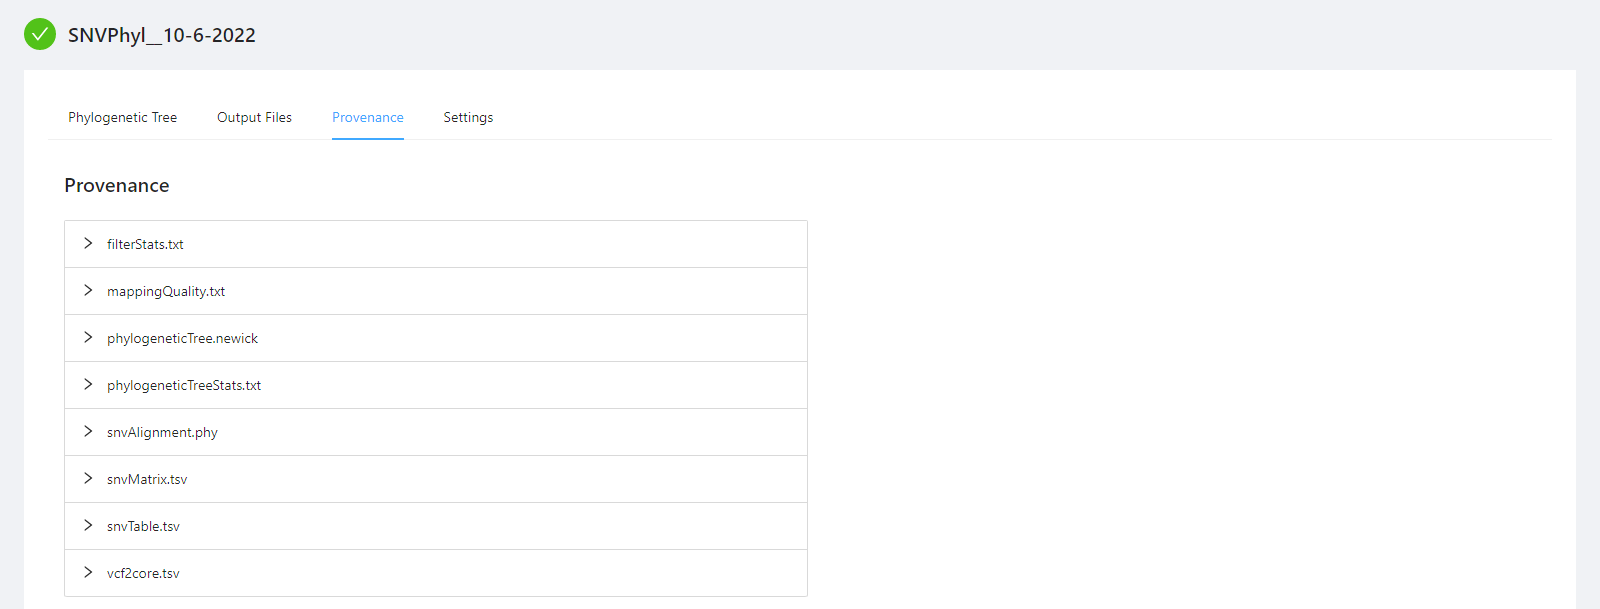 SNVPhyl__10-6-2022
Phylogenetic Tree Output Files Provenance Settings
Provenance
filterStats.txt
mappingQuality.txt
phylogeneticTree.newick
phylogeneticTreeStats.txt
snvAlignment.phy
snvMatrix.tsv
snvTable.tsv
vcf2core.tsv